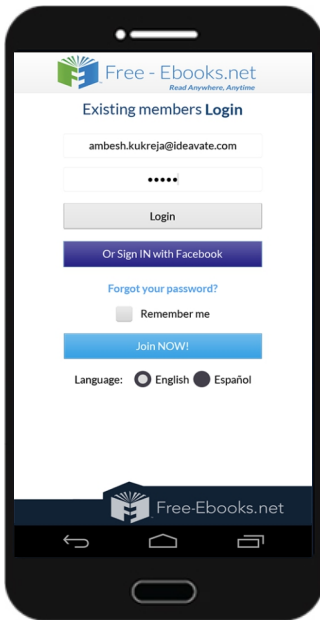 Free - Ebooks.net
Read Anywhere, Anytime
Existing members Login
ambesh.kukreja@ideavate.com
•••••
Login
Or Sign IN with Facebook
Forgot your password?
Remember me
Join NOW!
Language: English Español
Free-Ebooks.net